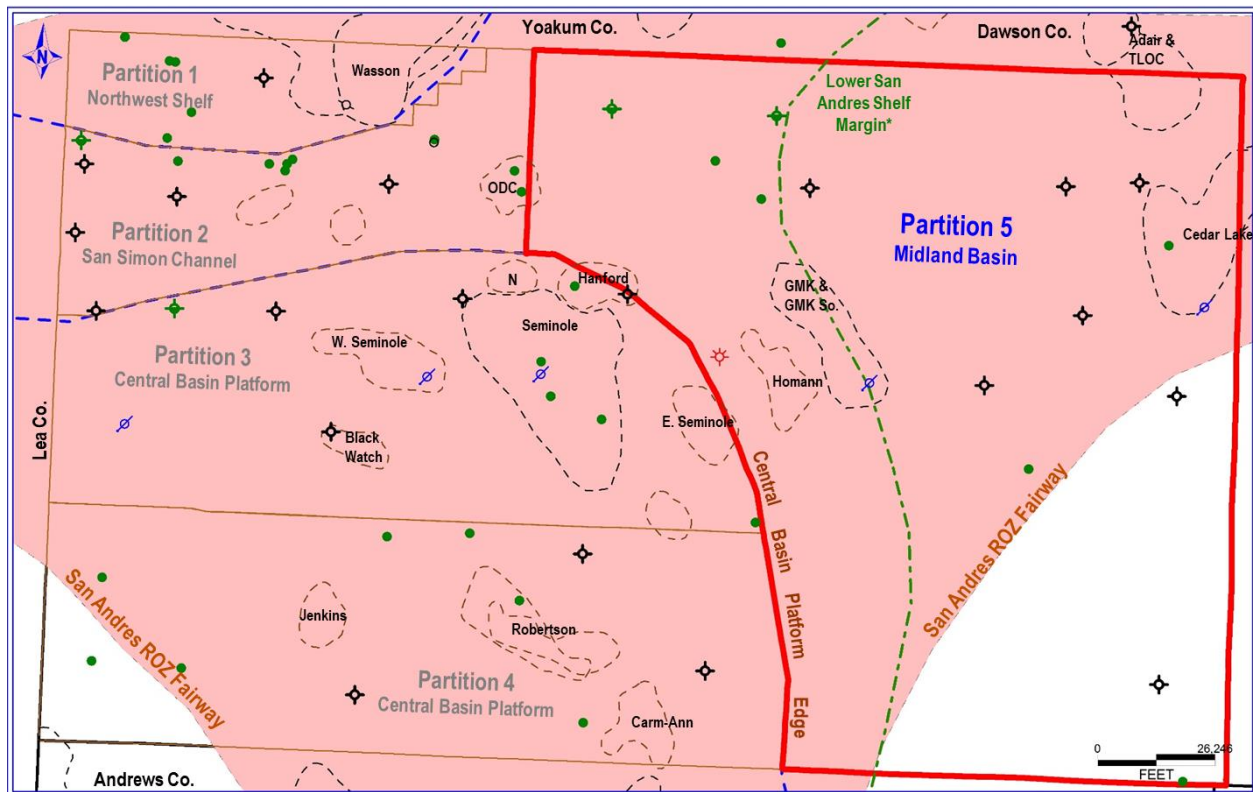 Yoakum Co.
Dawson Co.
N
Adair &
TLOC
Wasson
Partition 1
Northwest Shelf
Lower San
Andres Shelf
Margin*
ODC
Partition 2
San Simon Channel
Partition 5
Midland Basin
Cedar Lake
N
Hanford
GMK &
GMK So.
Seminole
W. Seminole
Partition 3
Central Basin Platform
Homann
E. Seminole
Lea Co.
Black
Watch
Central Basin Platform Edge
San Andres ROZ Fairway
San Andres ROZ Fairway
Jenkins
Robertson
Partition 4
Central Basin Platform
Carm-Ann
Andrews Co.
0 26,246
FEET